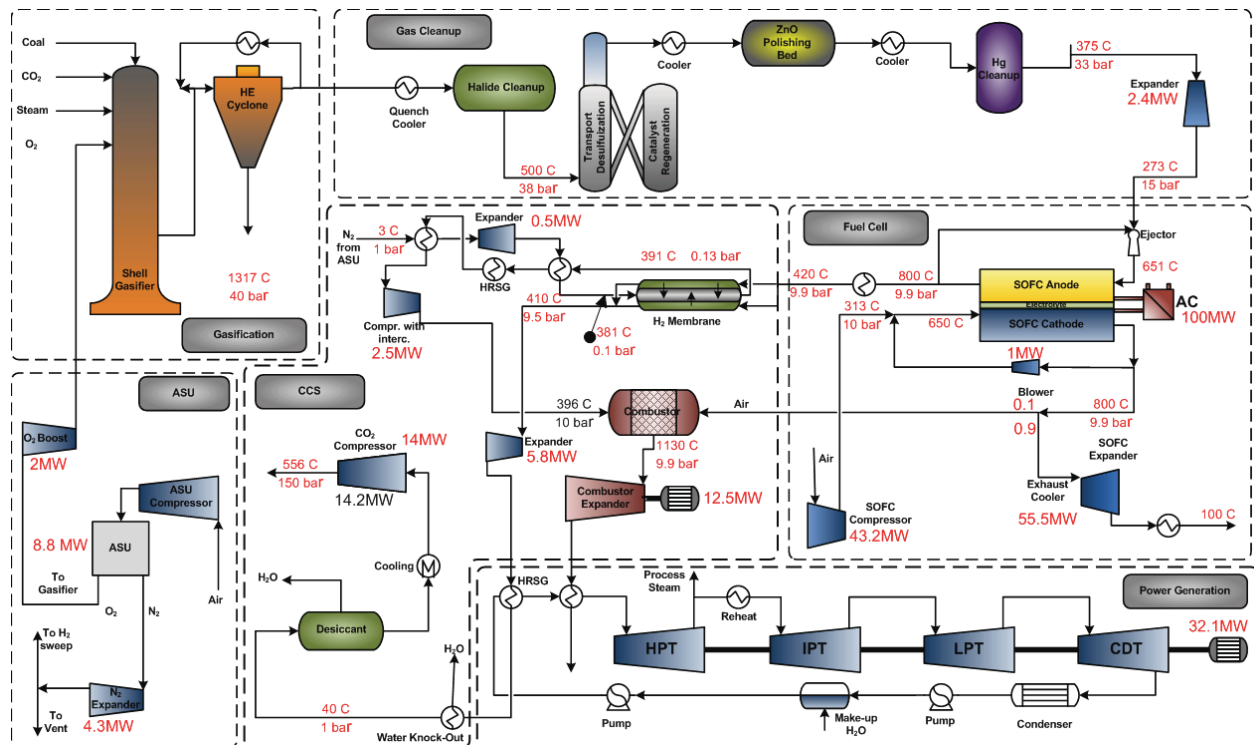 Coal
CO₂
Steam
O₂
HE
Cyclone
Shell
Gasifier
1317 C
40 bar
Gasification
Gas Cleanup
Quench
Cooler
Halide Cleanup
500 C
38 bar
Transport
Desulfuization
Catalyst
Regeneration
Cooler
ZnO
Polishing
Bed
Cooler
Hg
Cleanup
375 C
33 bar
Expander
2.4MW
273 C
15 bar
Fuel Cell
Ejector
651 C
SOFC Anode
Electrolyte
SOFC Cathode
AC
100MW
800 C
9.9 bar
420 C
9.9 bar
313 C
10 bar
650 C
1MW
Blower
0.1
0.9
800 C
9.9 bar
SOFC
Expander
Exhaust
Cooler
55.5MW
100 C
Air
SOFC
Compressor
43.2MW
N₂
from
ASU
3 C
1 bar
Expander
0.5MW
HRSG
391 C
0.13 bar
H₂ Membrane
410 C
9.5 bar
381 C
0.1 bar
Compr. with
interc.
2.5MW
396 C
10 bar
Combustor
Air
1130 C
9.9 bar
Expander
5.8MW
Combustor
Expander
12.5MW
CCS
CO₂
Compressor
14MW
14.2MW
556 C
150 bar
Cooling
M
H₂O
Desiccant
40 C
1 bar
H₂O
Water Knock-Out
ASU
O₂ Boost
2MW
ASU
Compressor
ASU
8.8 MW
To
Gasifier
O₂
N₂
Air
To H₂
sweep
N₂
Expander
4.3MW
To
Vent
Power Generation
HRSG
Process
Steam
Reheat
HPT
IPT
LPT
CDT
32.1MW
Pump
Make-up
H₂O
Pump
Condenser